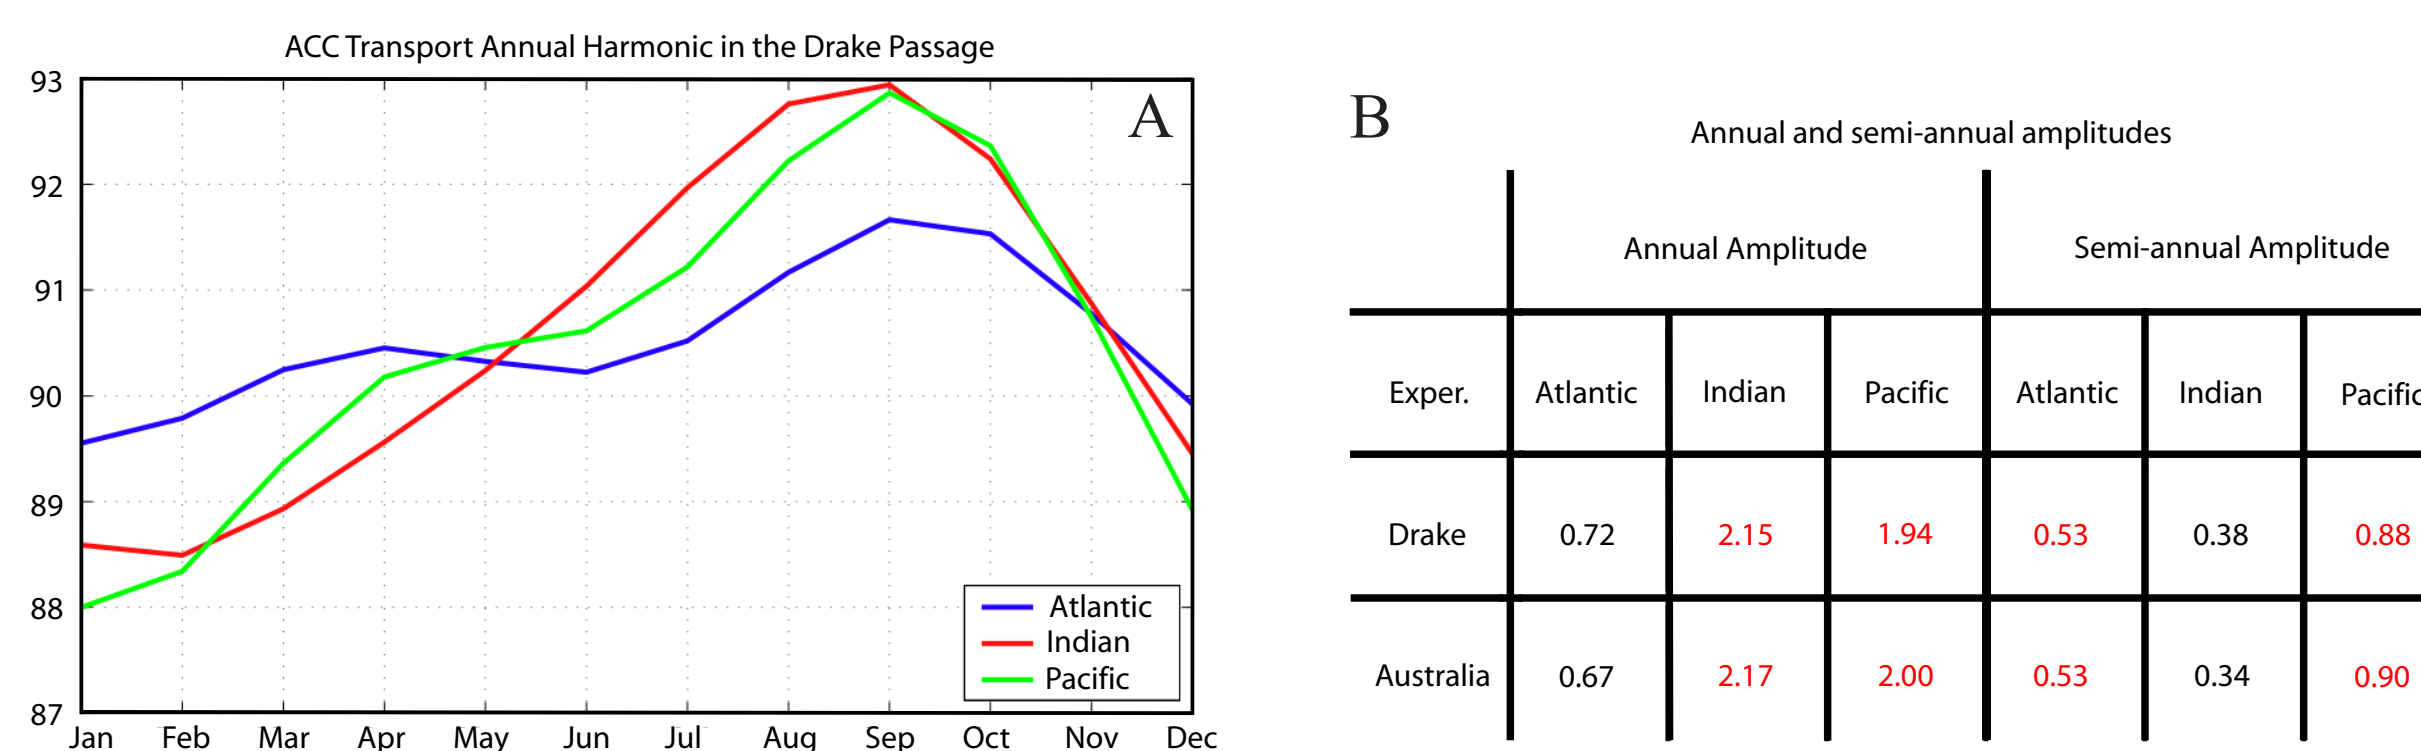 ACC Transport Annual Harmonic in the Drake Passage
93
92
91
90
89
88
87
A
Atlantic
Indian
Pacific
Jan Feb Mar Apr May Jun Jul Aug Sep Oct Nov Dec
B
Annual and semi-annual amplitudes
Annual Amplitude Semi-annual Amplitude
Exper. Atlantic Indian Pacific Atlantic Indian Pacific
Drake 0.72 2.15 1.94 0.53 0.38 0.88
Australia 0.67 2.17 2.00 0.53 0.34 0.90